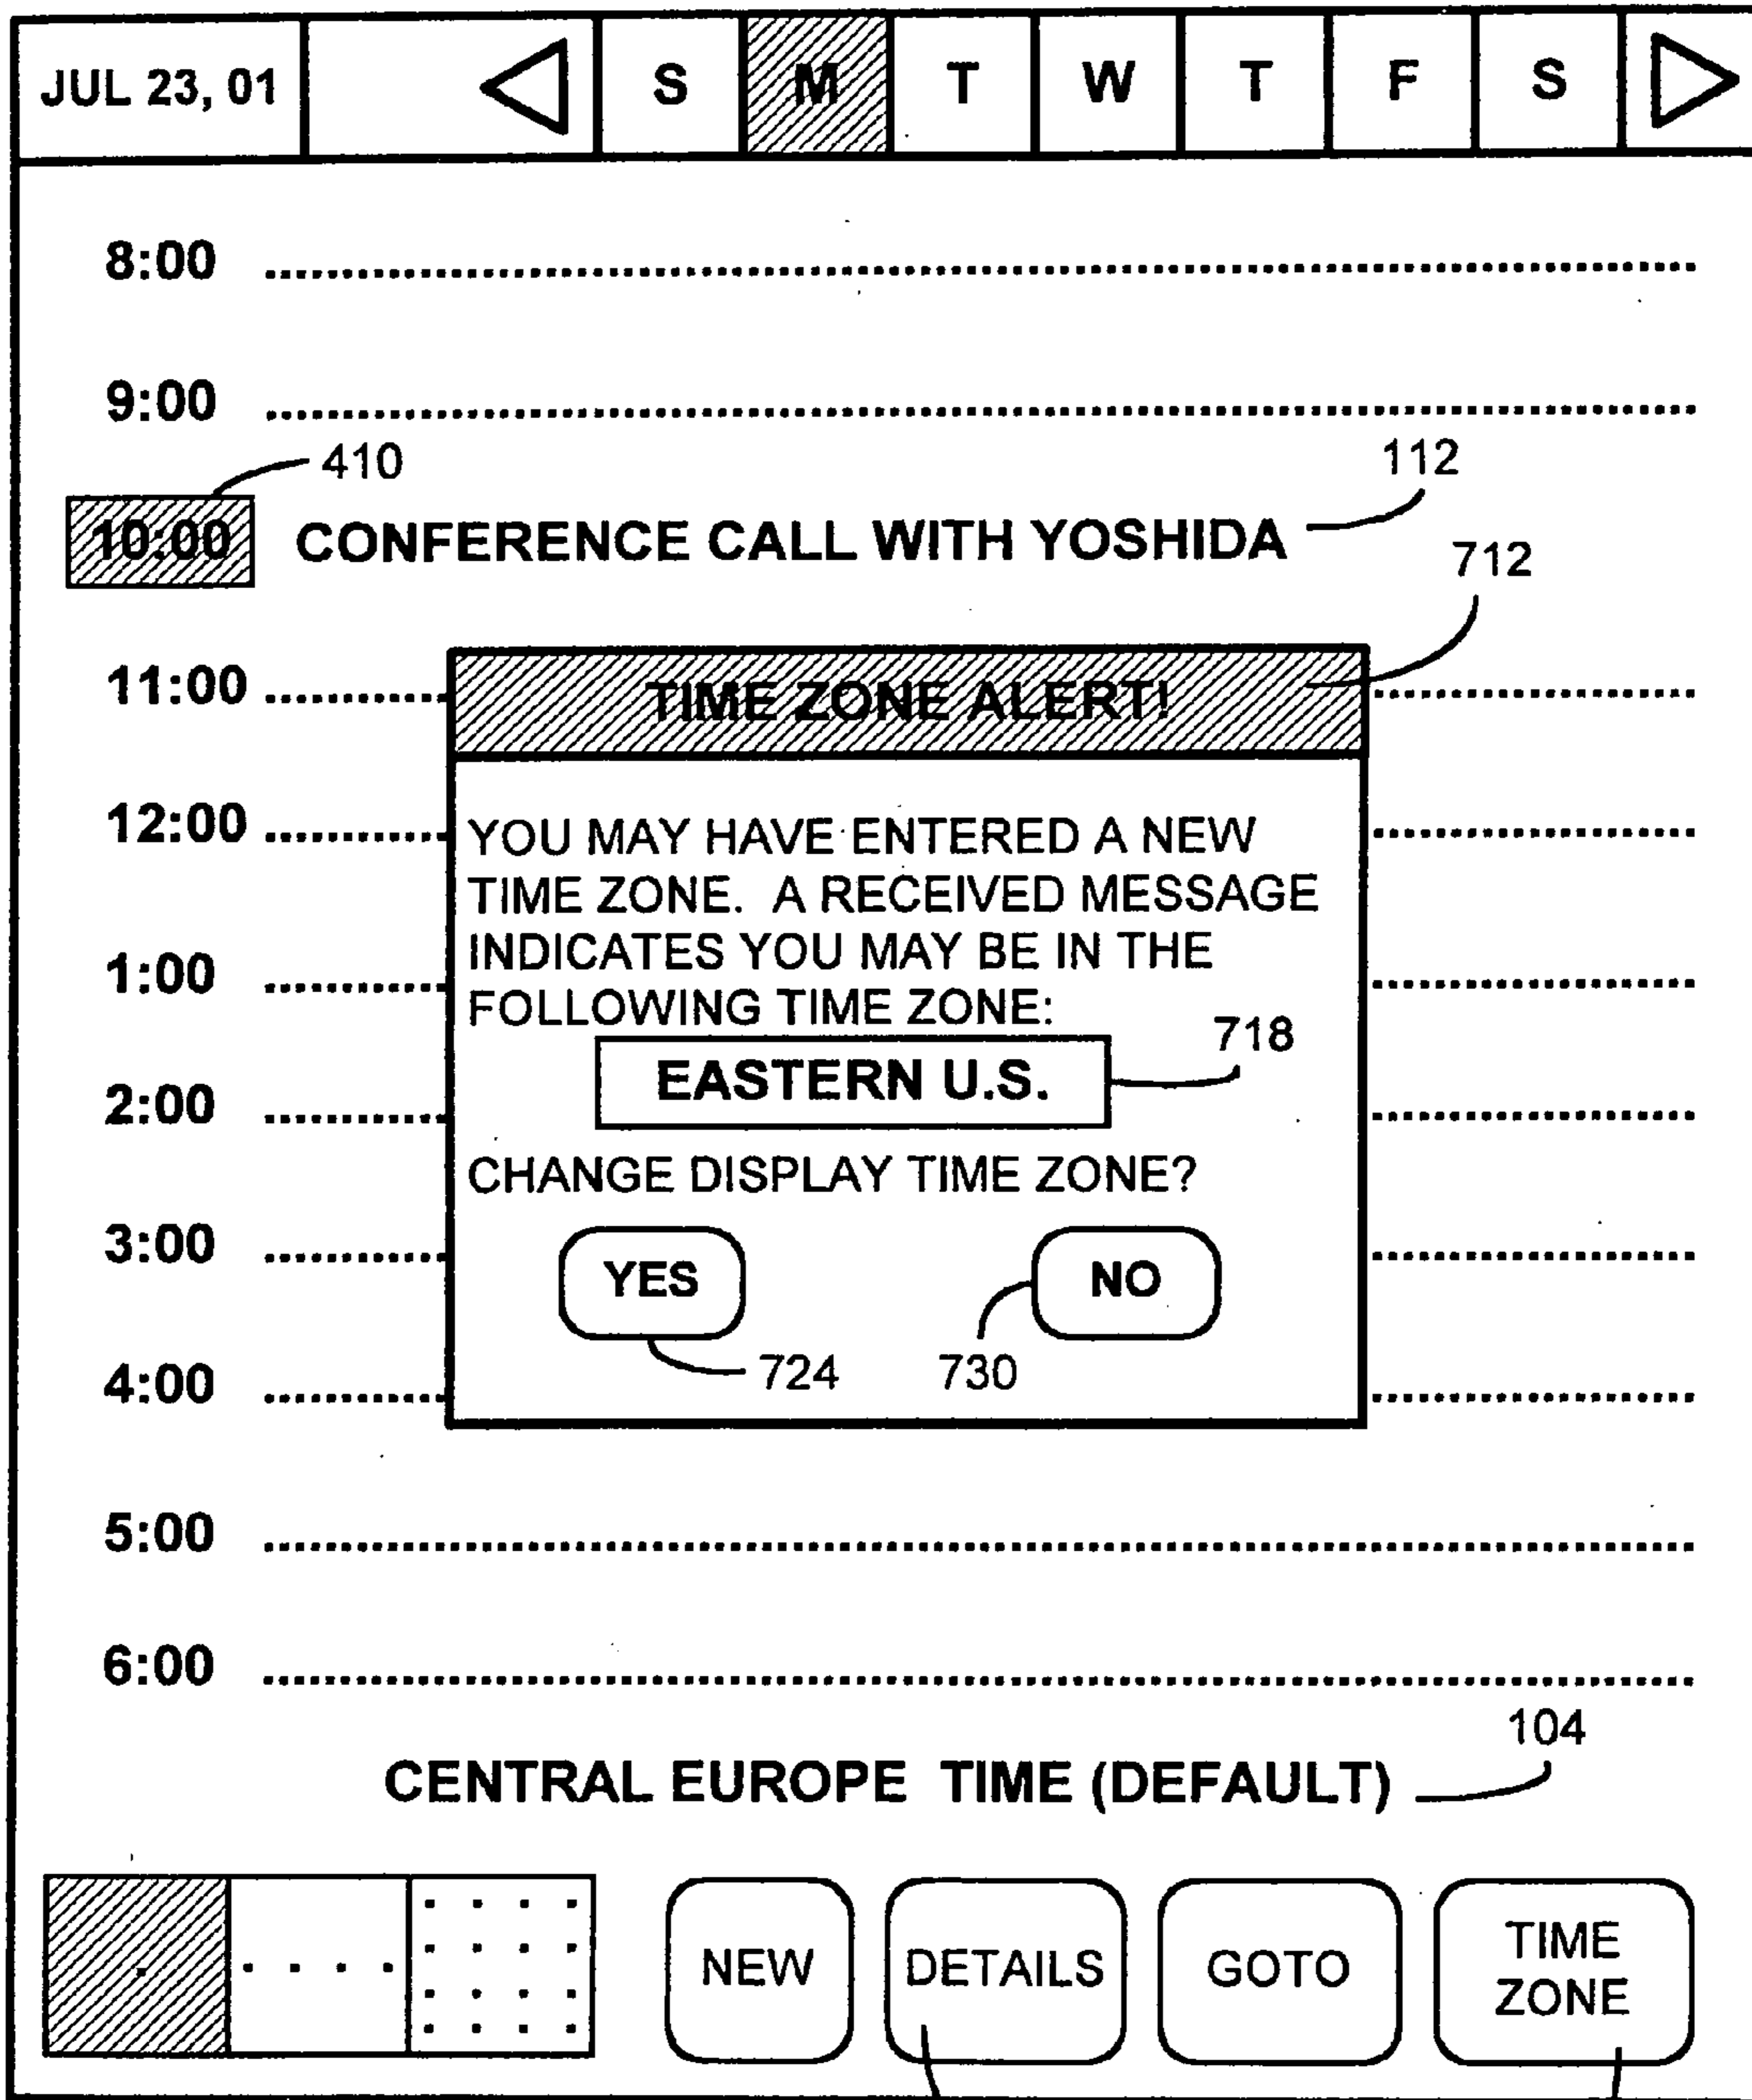 JUL 23, 01 S M T W T F S
8:00
9:00
410
112
10:00 CONFERENCE CALL WITH YOSHIDA
712
11:00
TIME ZONE ALERT!
12:00
YOU MAY HAVE ENTERED A NEW
TIME ZONE. A RECEIVED MESSAGE
INDICATES YOU MAY BE IN THE
1:00
FOLLOWING TIME ZONE:
718
EASTERN U.S.
2:00
CHANGE DISPLAY TIME ZONE?
3:00
YES NO
724 730
4:00
5:00
6:00
104
CENTRAL EUROPE TIME (DEFAULT)
NEW DETAILS GOTO TIME
ZONE